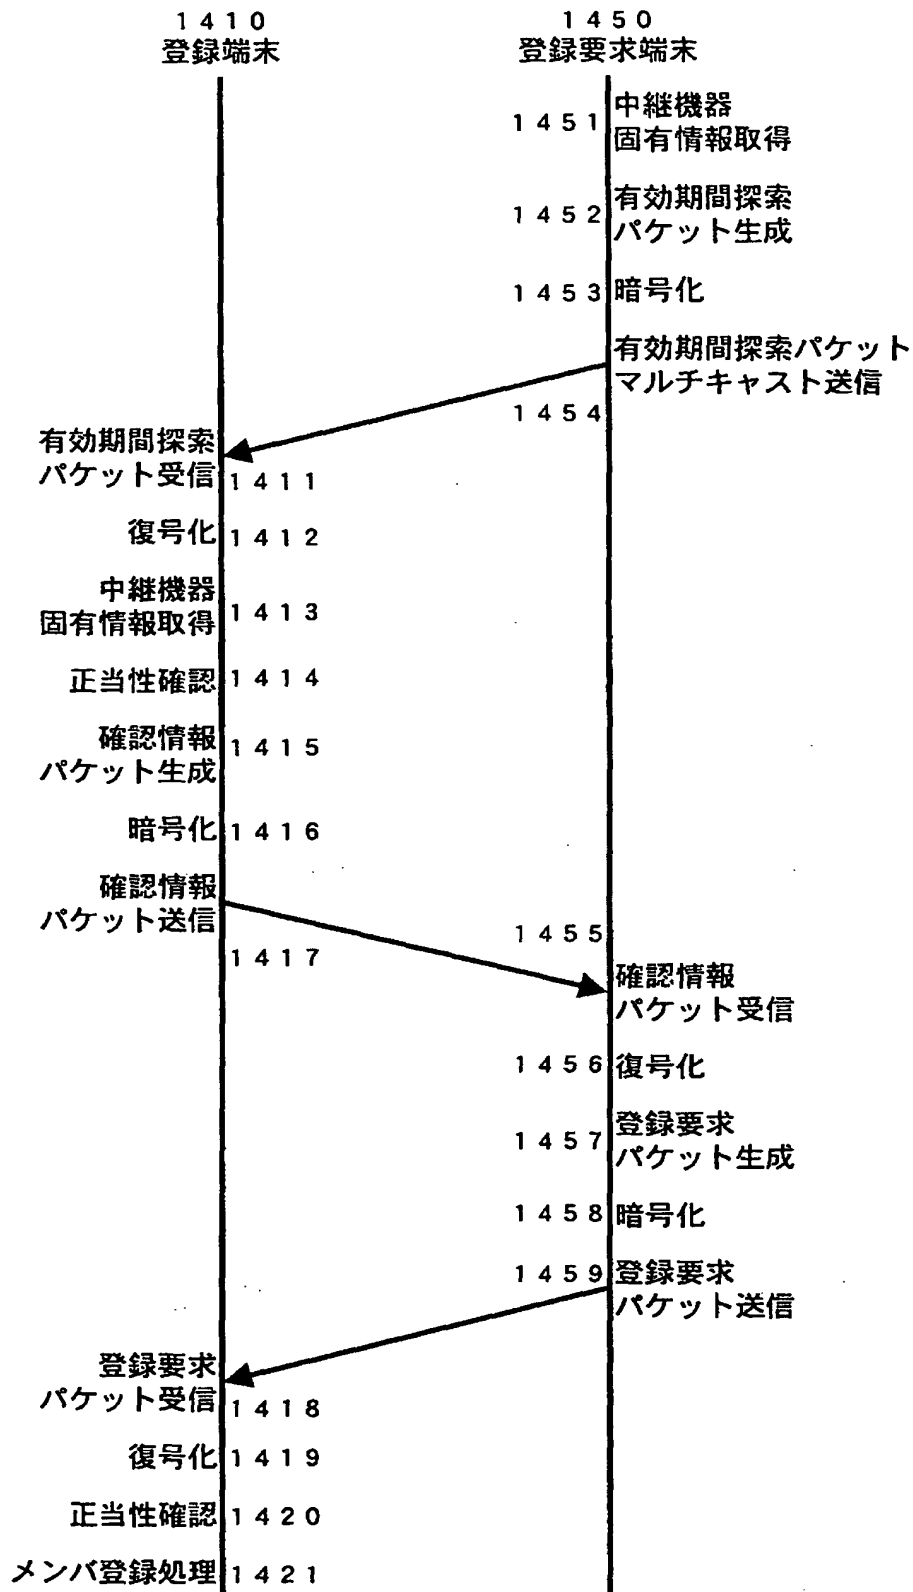 1410
登録端末
1450
登録要求端末
1451
中継機器
固有情報取得
1452
有効期間探索
パケット生成
1453
暗号化
有効期間探索パケット
マルチキャスト送信
1454
有効期間探索
パケット受信
1411
復号化
1412
中継機器
固有情報取得
1413
正当性確認
1414
確認情報
パケット生成
1415
暗号化
1416
確認情報
パケット送信
1417
1455
確認情報
パケット受信
1456
復号化
1457
登録要求
パケット生成
1458
暗号化
1459
登録要求
パケット送信
登録要求
パケット受信
1418
復号化
1419
正当性確認
1420
メンバ登録処理
1421